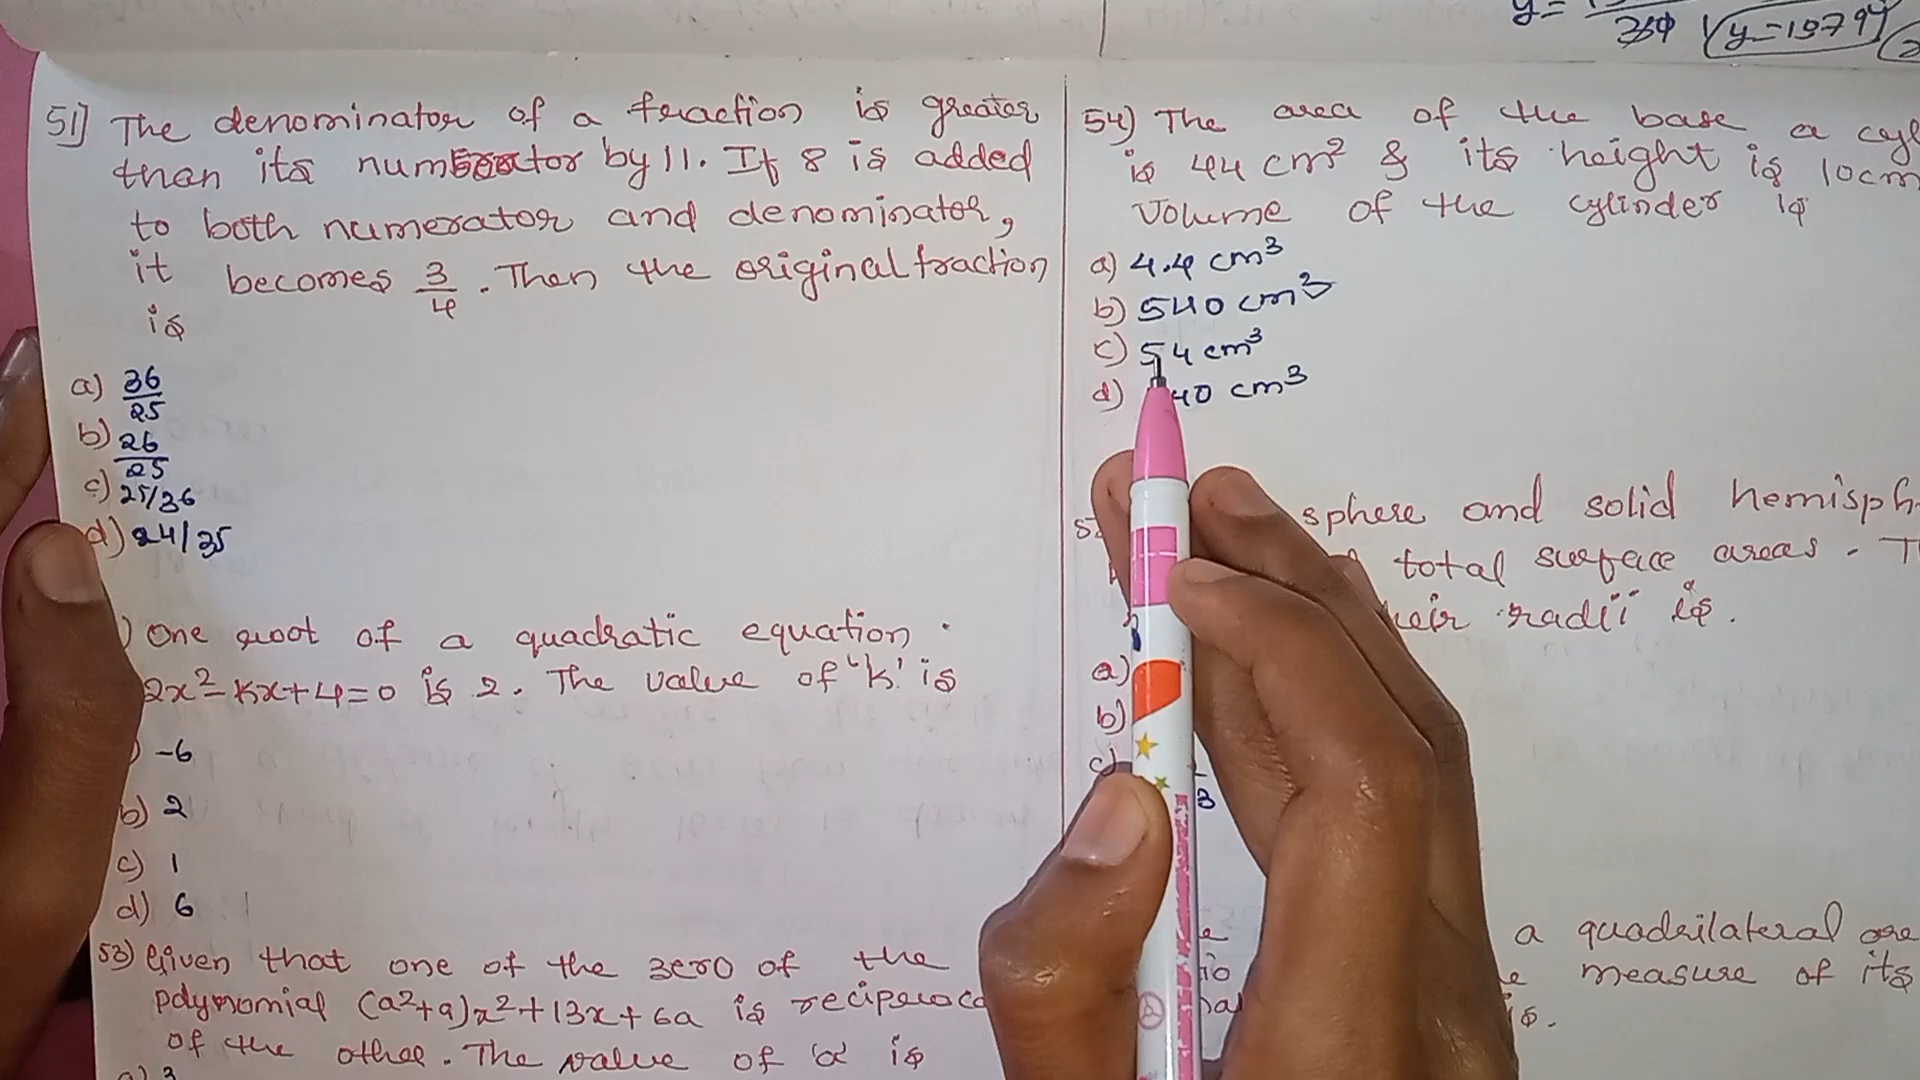 y=
350 y=1979
51] The denominator of a fraction is greater
than its numerator by 11. If 8 is added
to both numerator and denominator,
it becomes 3/4. Then the original fraction
is
a) 36/25
b) 26/25
c) 25/36
d) 24/35
) One root of a quadratic equation
2x²-kx+4=0 is 2. The value of 'k' is
) -6
b) 2
c) 1
d) 6
53) Given that one of the zero of the
polynomial (a²+9)x²+13x+6a is
of the other. The value of 'a' is
a) 3
54) The area of the base a
is 44 cm² & its height is 10cm
Volume of the cylinder is
a) 4.4 cm³
b) 540 cm³
c) 54 cm³
d) 40 cm³
sphere and solid
total surface areas.
radii is.
a)
b)
c)
3
a quadrilateral are
measure of its
is.